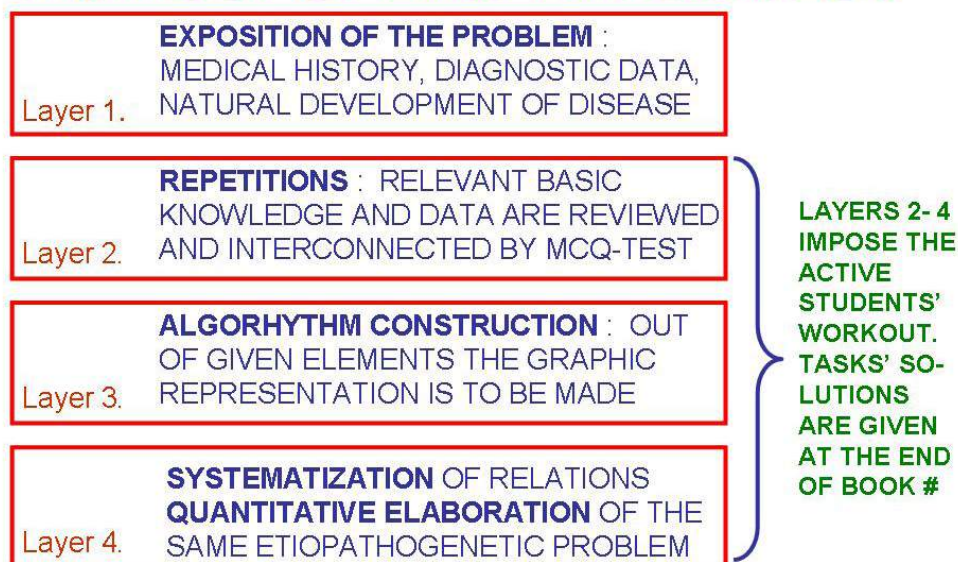 EXPOSITION OF THE PROBLEM :
MEDICAL HISTORY, DIAGNOSTIC DATA,
Layer 1. NATURAL DEVELOPMENT OF DISEASE
REPETITIONS : RELEVANT BASIC
KNOWLEDGE AND DATA ARE REVIEWED
Layer 2. AND INTERCONNECTED BY MCQ-TEST
ALGORHYTHM CONSTRUCTION : OUT
OF GIVEN ELEMENTS THE GRAPHIC
Layer 3. REPRESENTATION IS TO BE MADE
SYSTEMATIZATION OF RELATIONS
QUANTITATIVE ELABORATION OF THE
Layer 4. SAME ETIOPATHOGENETIC PROBLEM
LAYERS 2- 4
IMPOSE THE
ACTIVE
STUDENTS'
WORKOUT.
TASKS' SO-
LUTIONS
ARE GIVEN
AT THE END
OF BOOK #